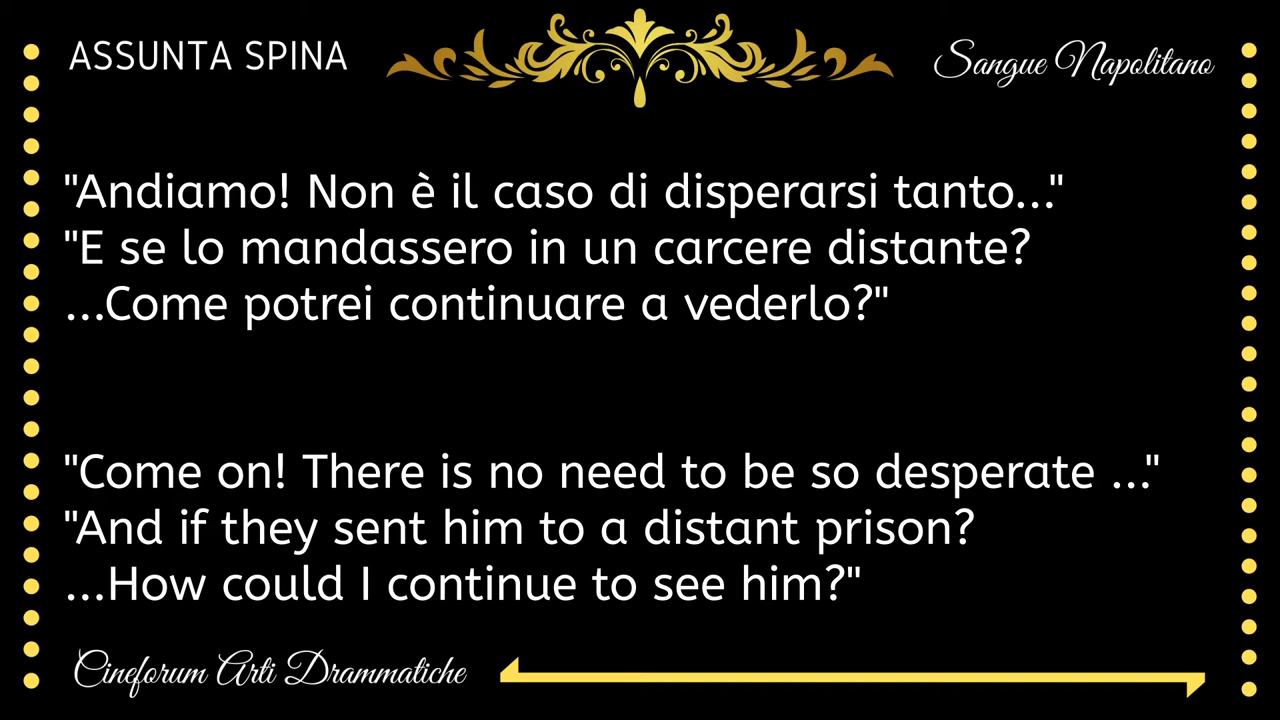 ASSUNTA SPINA
Sangue Napolitano
"Andiamo! Non è il caso di disperarsi tanto..."
"E se lo mandassero in un carcere distante?
...Come potrei continuare a vederlo?"
"Come on! There is no need to be so desperate ..."
"And if they sent him to a distant prison?
...How could I continue to see him?"
Cineforum Arti Drammatiche